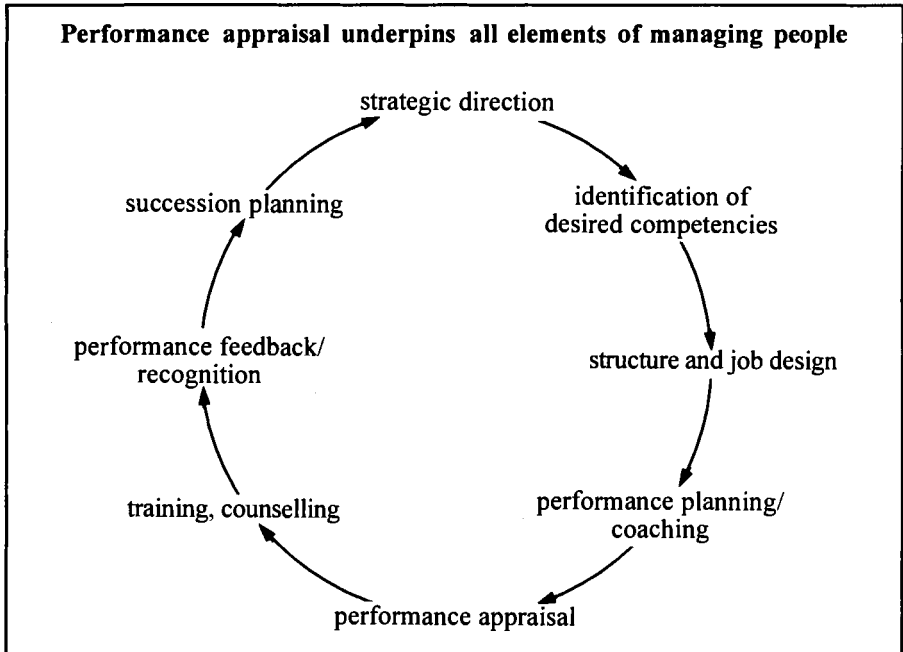 Performance appraisal underpins all elements of managing people
strategic direction
identification of
desired competencies
structure and job design
performance planning/
coaching
performance appraisal
training, counselling
performance feedback/
recognition
succession planning